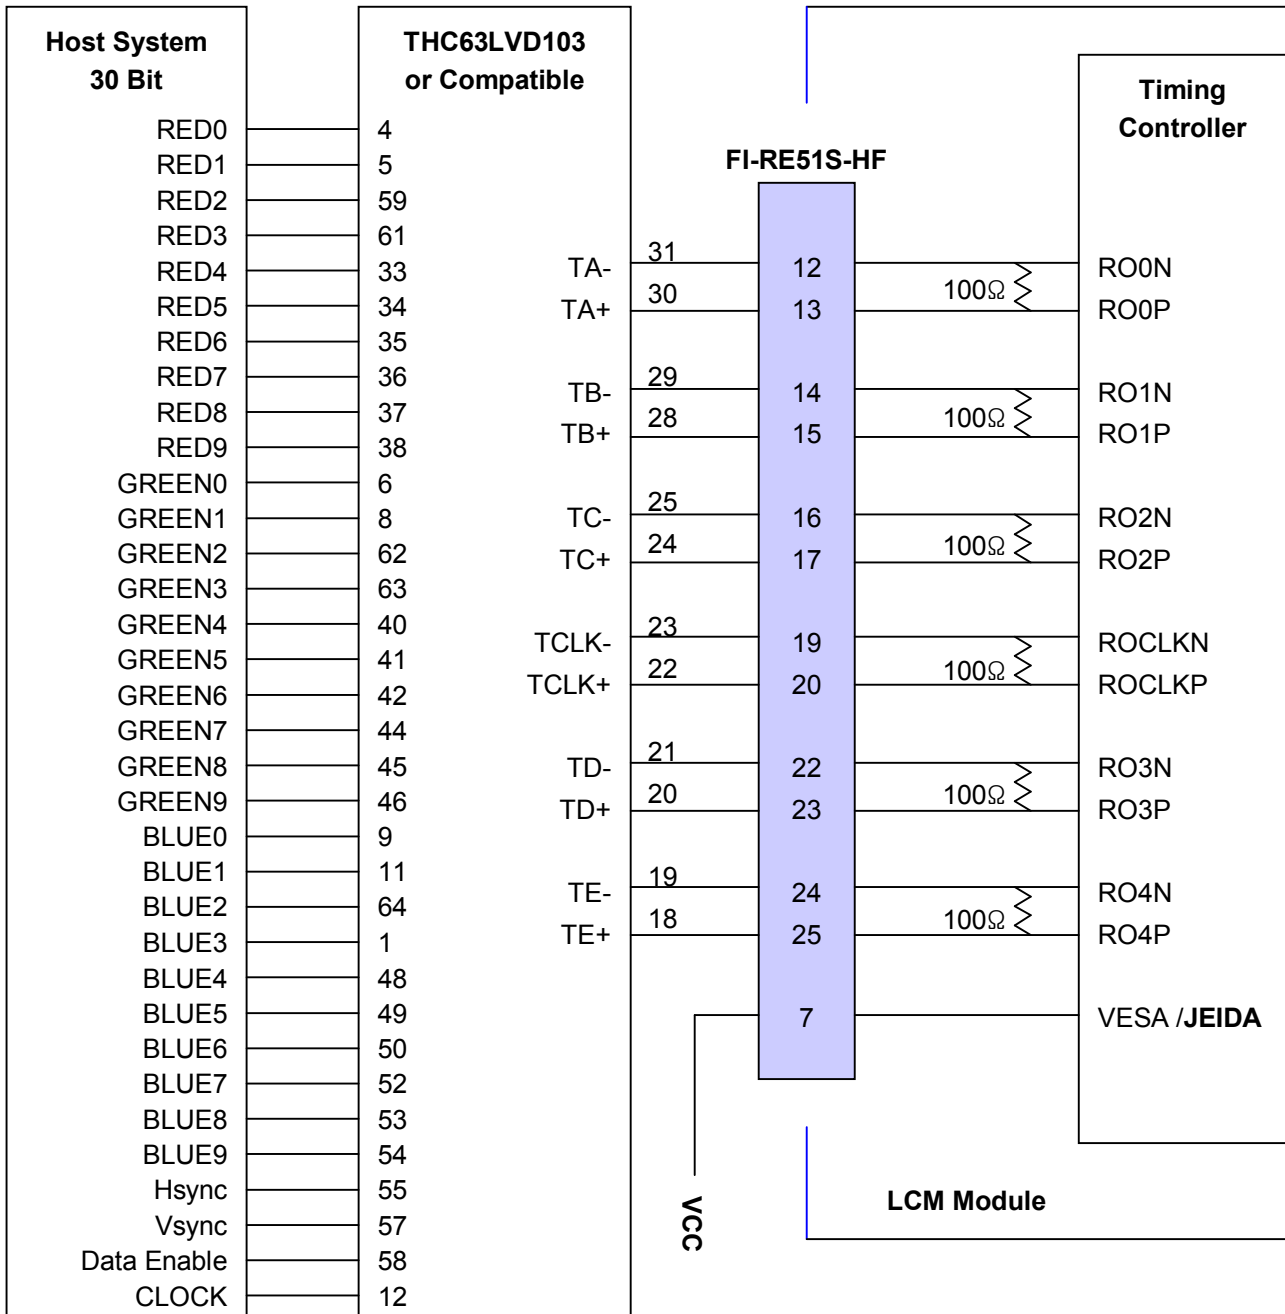 Host System
30 Bit
RED0
RED1
RED2
RED3
RED4
RED5
RED6
RED7
RED8
RED9
GREEN0
GREEN1
GREEN2
GREEN3
GREEN4
GREEN5
GREEN6
GREEN7
GREEN8
GREEN9
BLUE0
BLUE1
BLUE2
BLUE3
BLUE4
BLUE5
BLUE6
BLUE7
BLUE8
BLUE9
Hsync
Vsync
Data Enable
CLOCK
THC63LVD103
or Compatible
4
5
59
61
33
34
35
36
37
38
6
8
62
63
40
41
42
44
45
46
9
11
64
1
48
49
50
52
53
54
55
57
58
12
TA-
TA+
TB-
TB+
TC-
TC+
TCLK-
TCLK+
TD-
TD+
TE-
TE+
31
30
29
28
25
24
23
22
21
20
19
18
FI-RE51S-HF
12
13
14
15
16
17
19
20
22
23
24
25
7
VCC
100Ω
100Ω
100Ω
100Ω
100Ω
100Ω
Timing
Controller
RO0N
RO0P
RO1N
RO1P
RO2N
RO2P
ROCLKN
ROCLKP
RO3N
RO3P
RO4N
RO4P
VESA /JEIDA
LCM Module